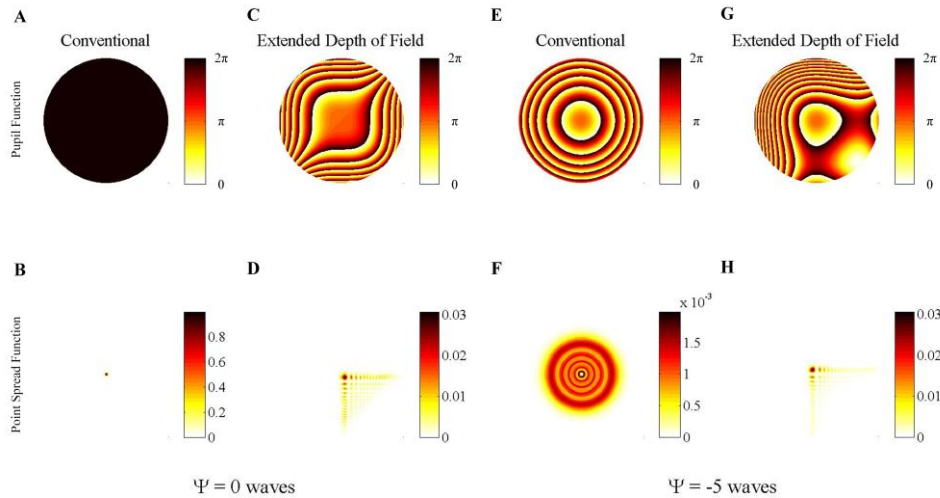 A
C
E
G
Conventional
Extended Depth of Field
Conventional
Extended Depth of Field
Pupil Function
2π
π
0
2π
π
0
2π
π
0
2π
π
0
B
D
F
H
Point Spread Function
0.8
0.6
0.4
0.2
0
0.03
0.02
0.01
0
x 10⁻³
1.5
1
0.5
0
0.03
0.02
0.01
0
Ψ = 0 waves
Ψ = -5 waves